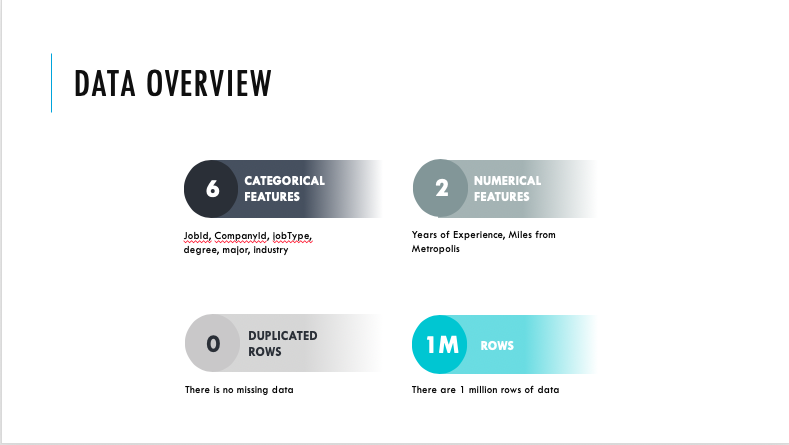 DATA OVERVIEW
6
CATEGORICAL
FEATURES
JobId, CompanyId, jobType,
degree, major, industry
2
NUMERICAL
FEATURES
Years of Experience, Miles from
Metropolis
0
DUPLICATED
ROWS
There is no missing data
1M
ROWS
There are 1 million rows of data